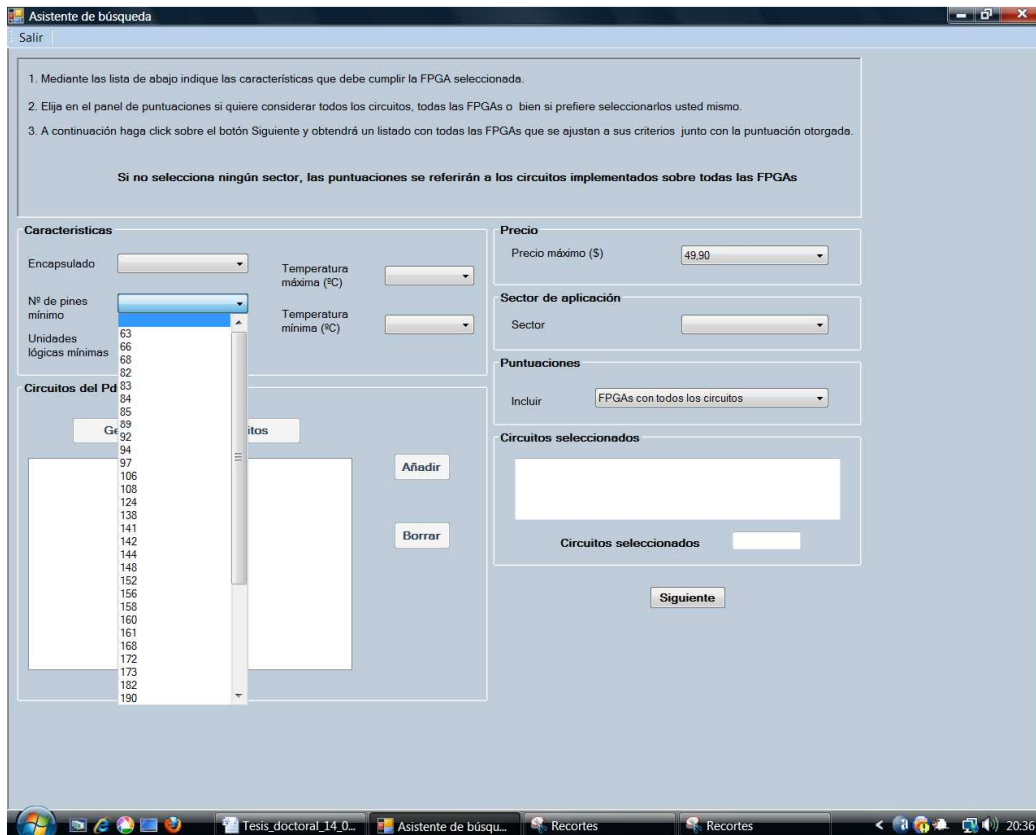 Asistente de búsqueda
Salir
1. Mediante las lista de abajo indique las características que debe cumplir la FPGA seleccionada.
2. Elija en el panel de puntuaciones si quiere considerar todos los circuitos, todas las FPGAs o bien si prefiere seleccionarlos usted mismo.
3. A continuación haga click sobre el botón Siguiente y obtendrá un listado con todas las FPGAs que se ajustan a sus criterios junto con la puntuación otorgada.
Si no selecciona ningún sector, las puntuaciones se referirán a los circuitos implementados sobre todas las FPGAs
Caracteristicas
Encapsulado
Nº de pines
mínimo
Unidades
lógicas mínimas
Temperatura
máxima (ºC)
Temperatura
mínima (ºC)
63
66
68
82
83
84
85
89
92
94
97
106
108
124
138
141
142
144
148
152
156
158
160
161
168
172
173
182
190
Circuitos del Pd
Ge
itos
Añadir
Borrar
Precio
Precio máximo ($)
49,90
Sector de aplicación
Sector
Puntuaciones
Incluir
FPGAs con todos los circuitos
Circuitos seleccionados
Circuitos seleccionados
Siguiente
Tesis_doctoral_14_0...
Asistente de búsqu...
Recortes
Recortes
20:36